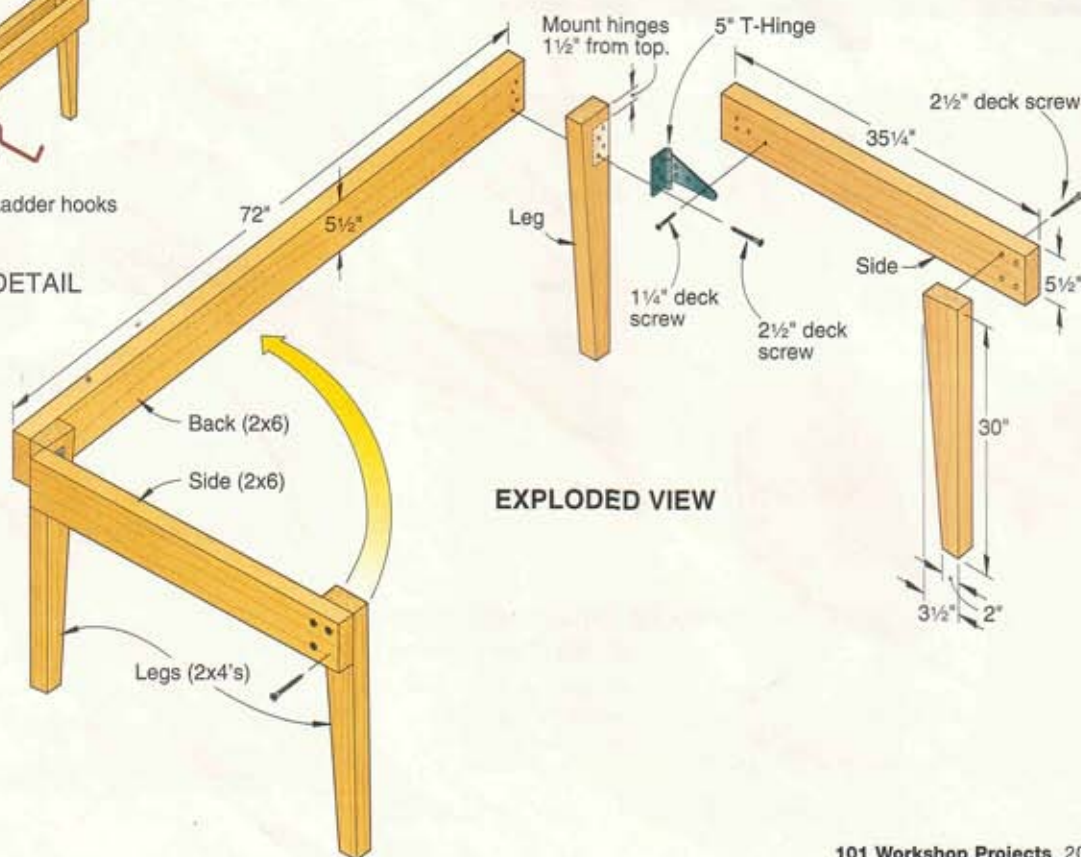 Mount hinges
1½" from top.
5" T-Hinge
2½" deck screw
35¼"
adder hooks
72"
5½"
Leg
DETAIL
Side
5½"
1¼" deck
screw
2½" deck
screw
Back (2x6)
30"
Side (2x6)
EXPLODED VIEW
3½"
2"
Legs (2x4's)
101 Workshop Projects